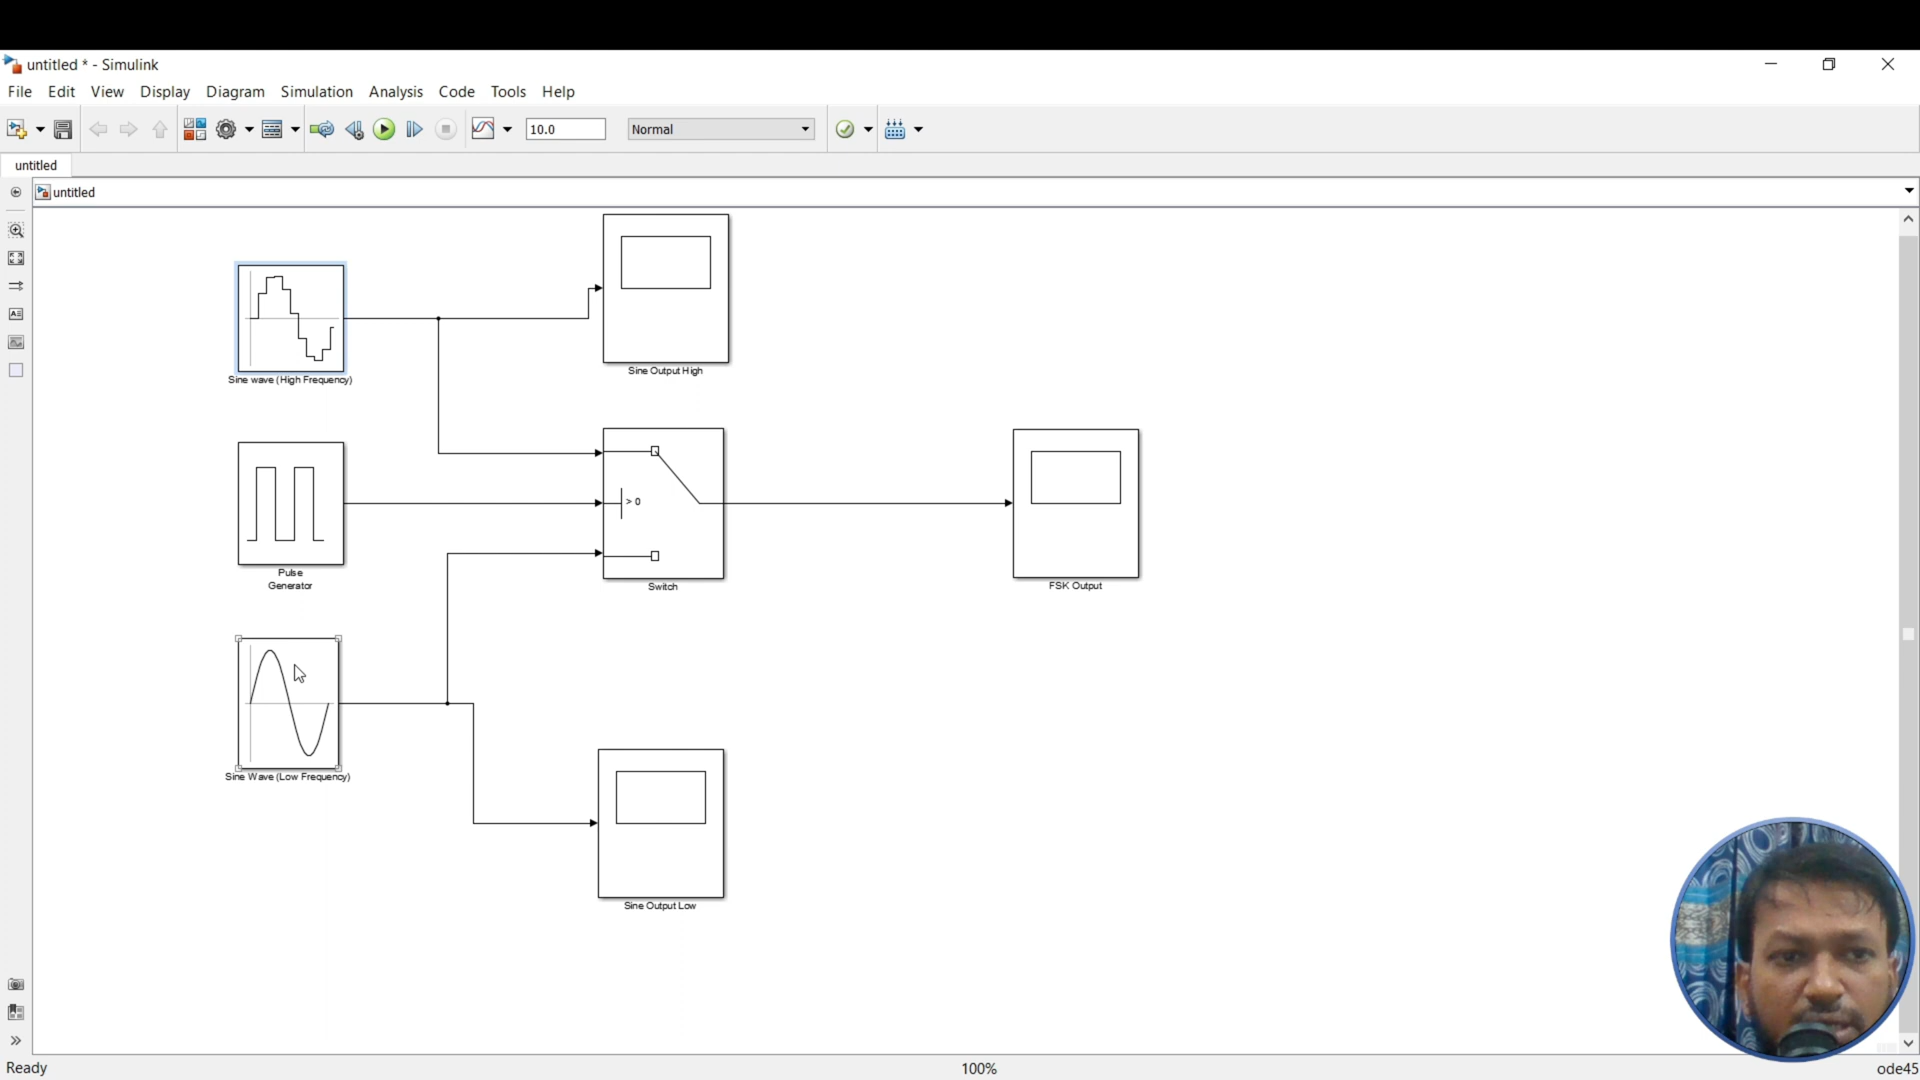 untitled * - Simulink
File Edit View Display Diagram Simulation Analysis Code Tools Help
10.0 Normal
untitled
untitled
Sine Output High
Sine wave (High Frequency)
> 0
Pulse
Generator
Switch
FSK Output
Sine Wave (Low Frequency)
Sine Output Low
Ready 100% ode45